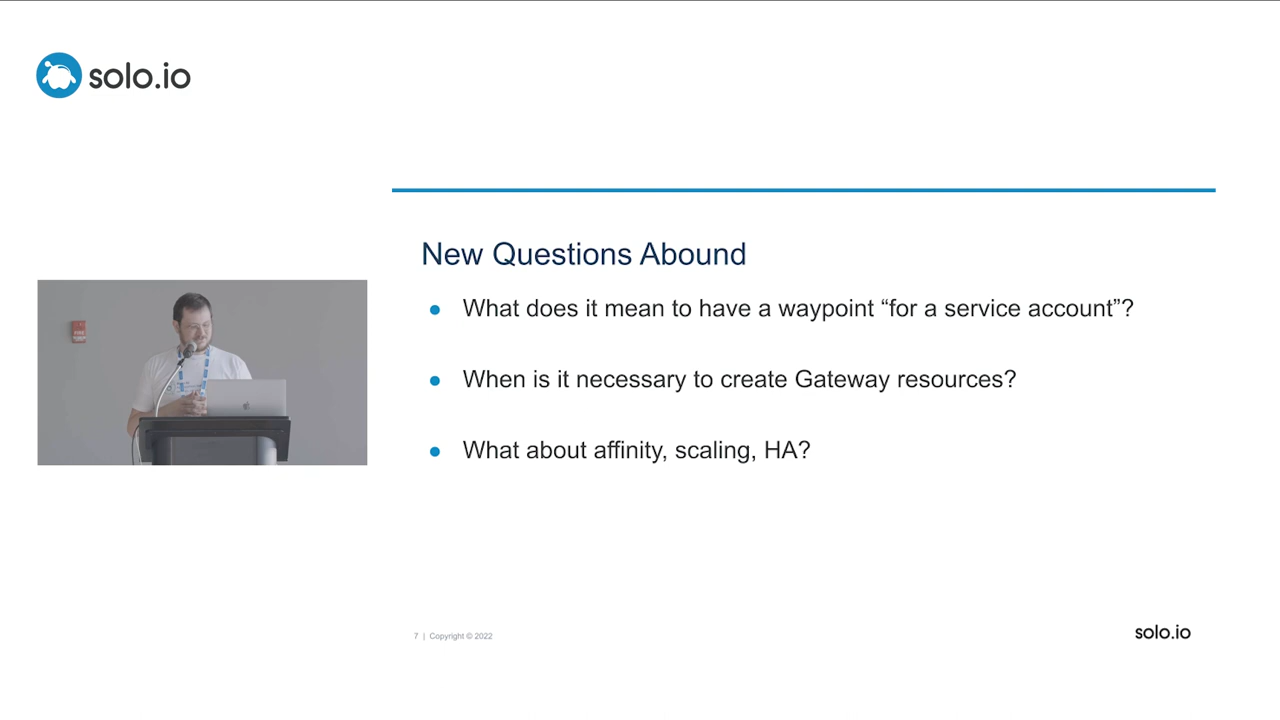 solo.io
New Questions Abound
● What does it mean to have a waypoint “for a service account”?
● When is it necessary to create Gateway resources?
● What about affinity, scaling, HA?
7 | Copyright © 2022
solo.io